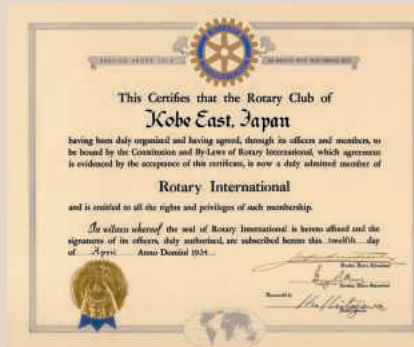 This Certifies that the Rotary Club of
Kobe East, Japan
having been duly organized and having agreed, through its officers and members, to
be bound by the Constitution and By-Laws of Rotary International, which agreement
is evidenced by the acceptance of this certificate, is now a duly admitted member of
Rotary International
and is entitled to all the rights and privileges of such membership.
In witness whereof the seal of Rotary International is hereto affixed and the
signatures of its officers, duly authorized, are subscribed hereto this twelfth day
of April Anno Domini